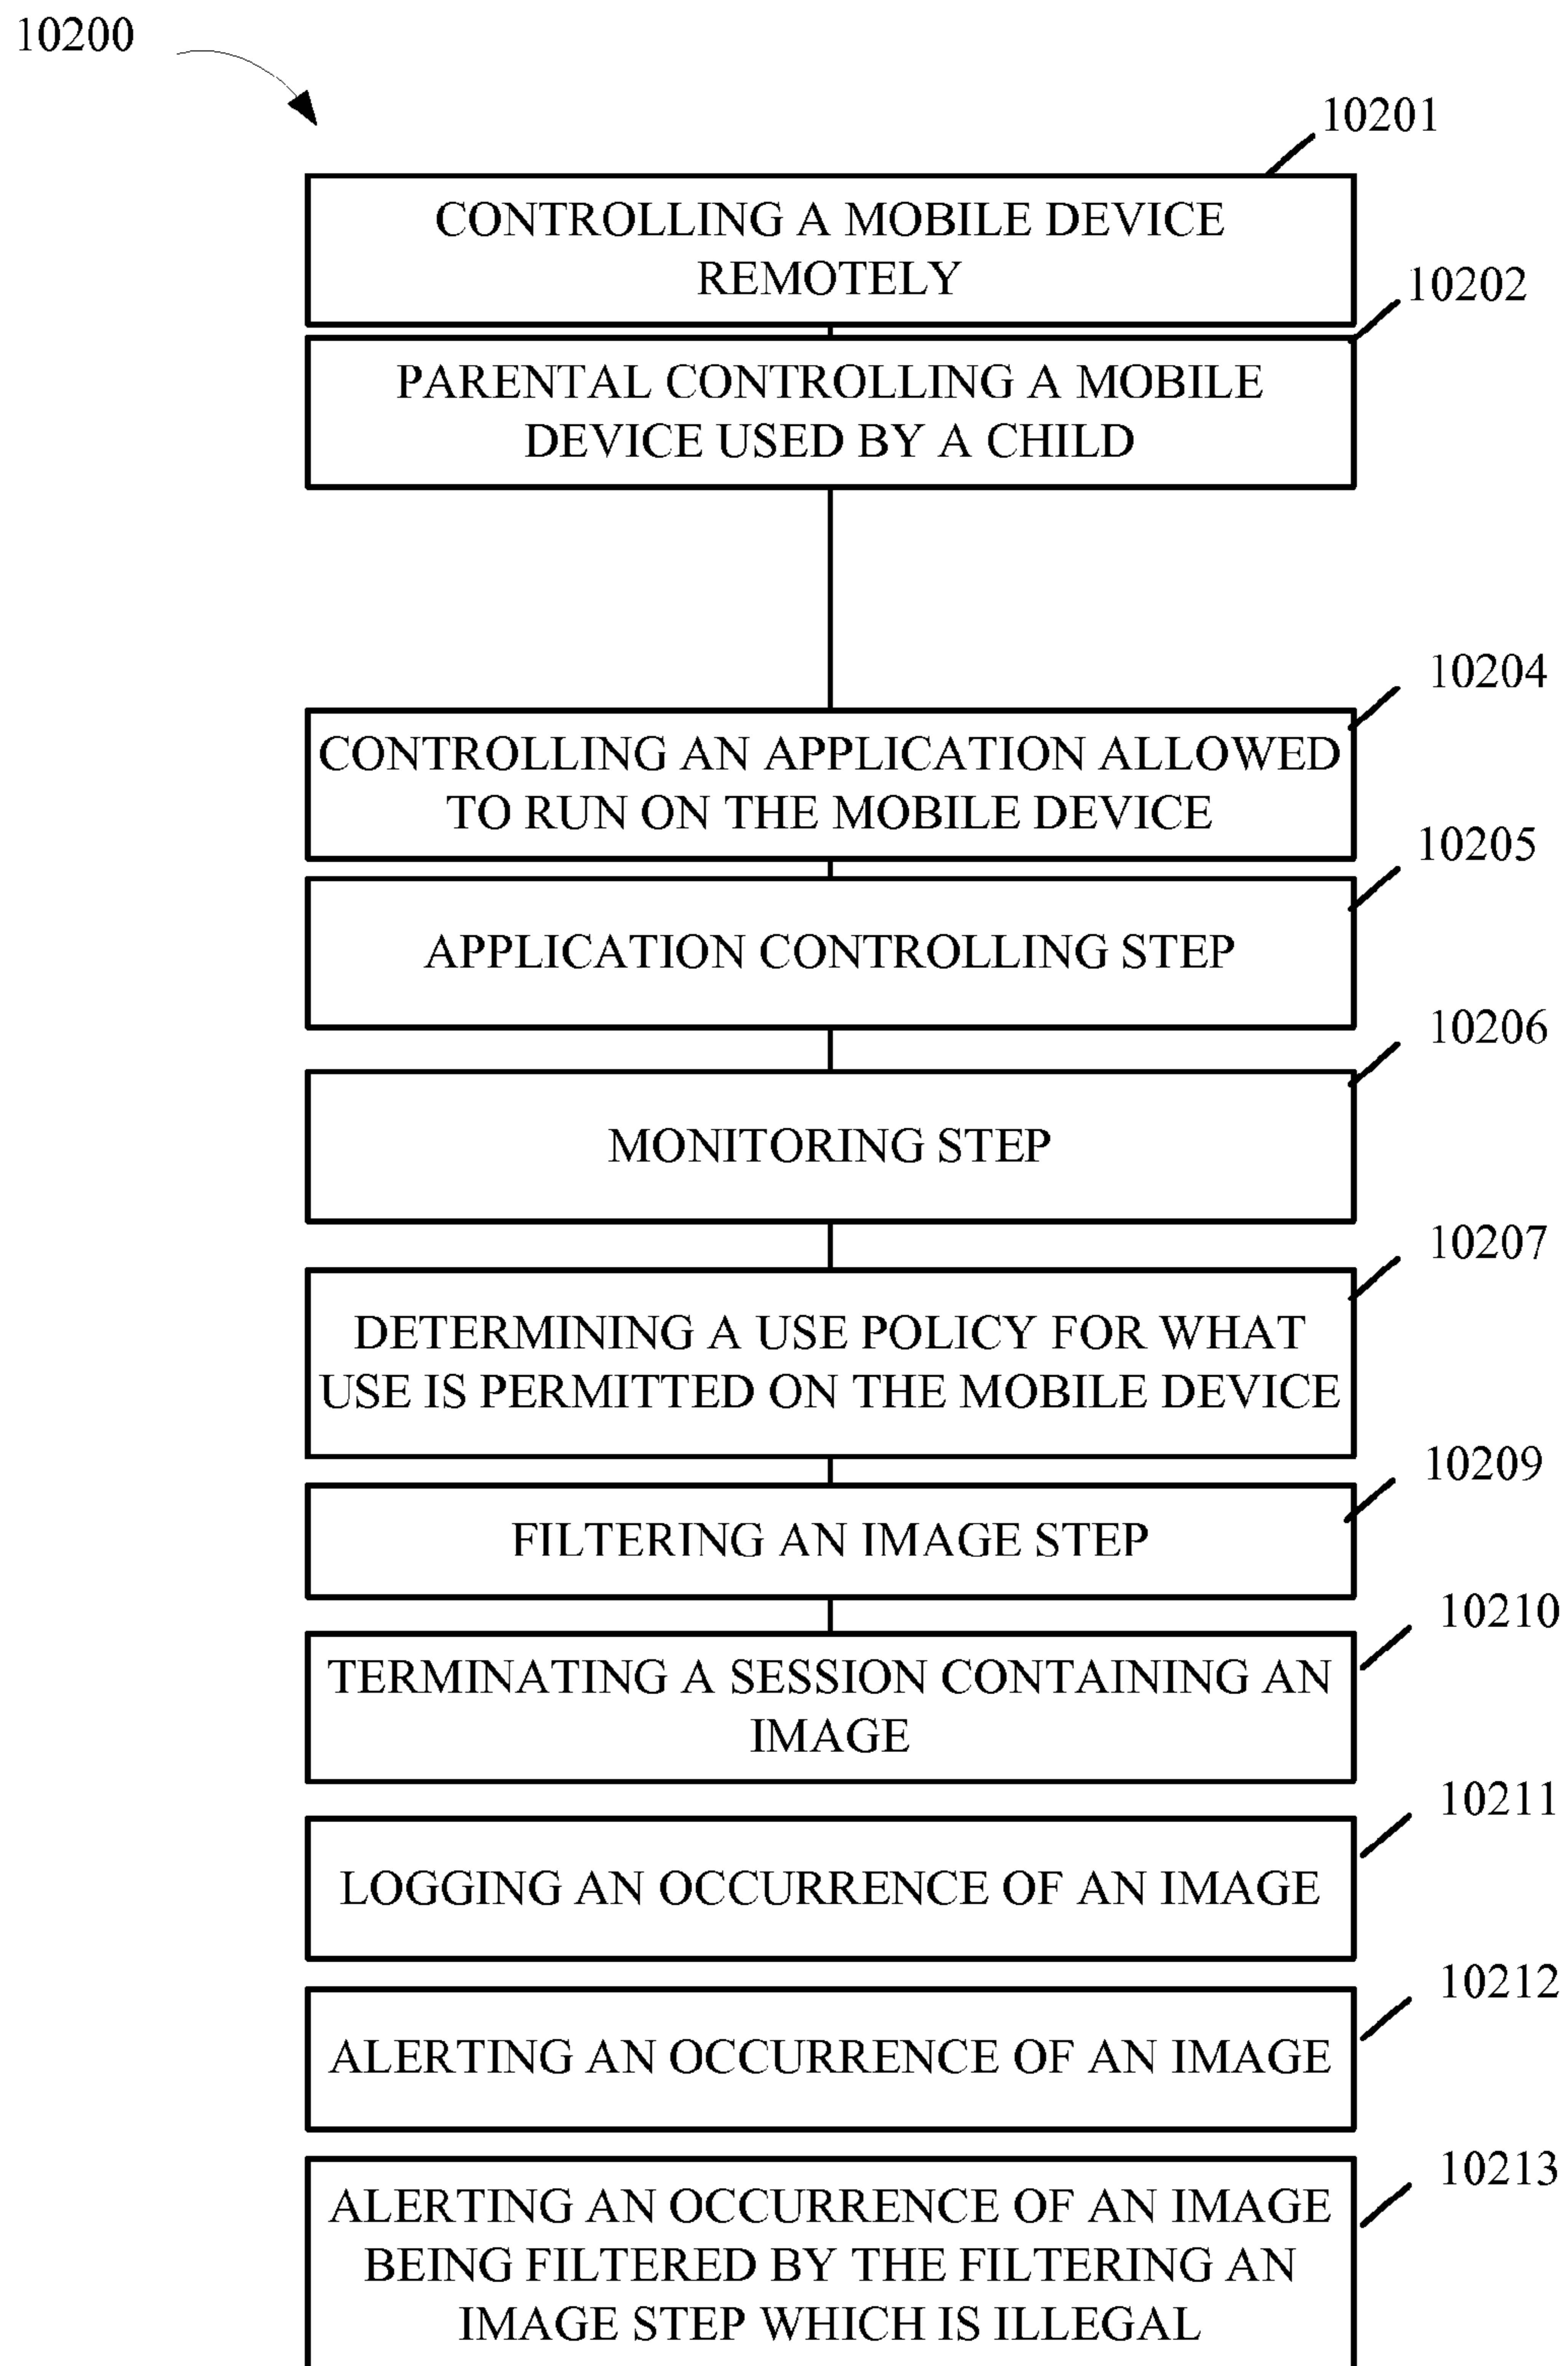 10200
10201
CONTROLLING A MOBILE DEVICE
REMOTELY
10202
PARENTAL CONTROLLING A MOBILE
DEVICE USED BY A CHILD
10204
CONTROLLING AN APPLICATION ALLOWED
TO RUN ON THE MOBILE DEVICE
10205
APPLICATION CONTROLLING STEP
10206
MONITORING STEP
10207
DETERMINING A USE POLICY FOR WHAT
USE IS PERMITTED ON THE MOBILE DEVICE
10209
FILTERING AN IMAGE STEP
10210
TERMINATING A SESSION CONTAINING AN
IMAGE
10211
LOGGING AN OCCURRENCE OF AN IMAGE
10212
ALERTING AN OCCURRENCE OF AN IMAGE
10213
ALERTING AN OCCURRENCE OF AN IMAGE
BEING FILTERED BY THE FILTERING AN
IMAGE STEP WHICH IS ILLEGAL